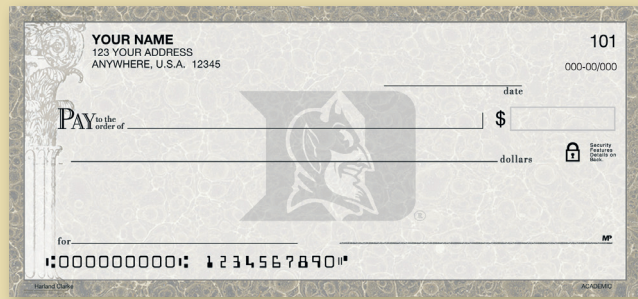 YOUR NAME
123 YOUR ADDRESS
ANYWHERE, U.S.A. 12345
101
000-00/000
date
PAY to the order of
$
dollars
Security
Features
Details on
Back.
®
for
MP
⑆000000000⑆ 1234567890⑈
Harland Clarke
ACADEMIC